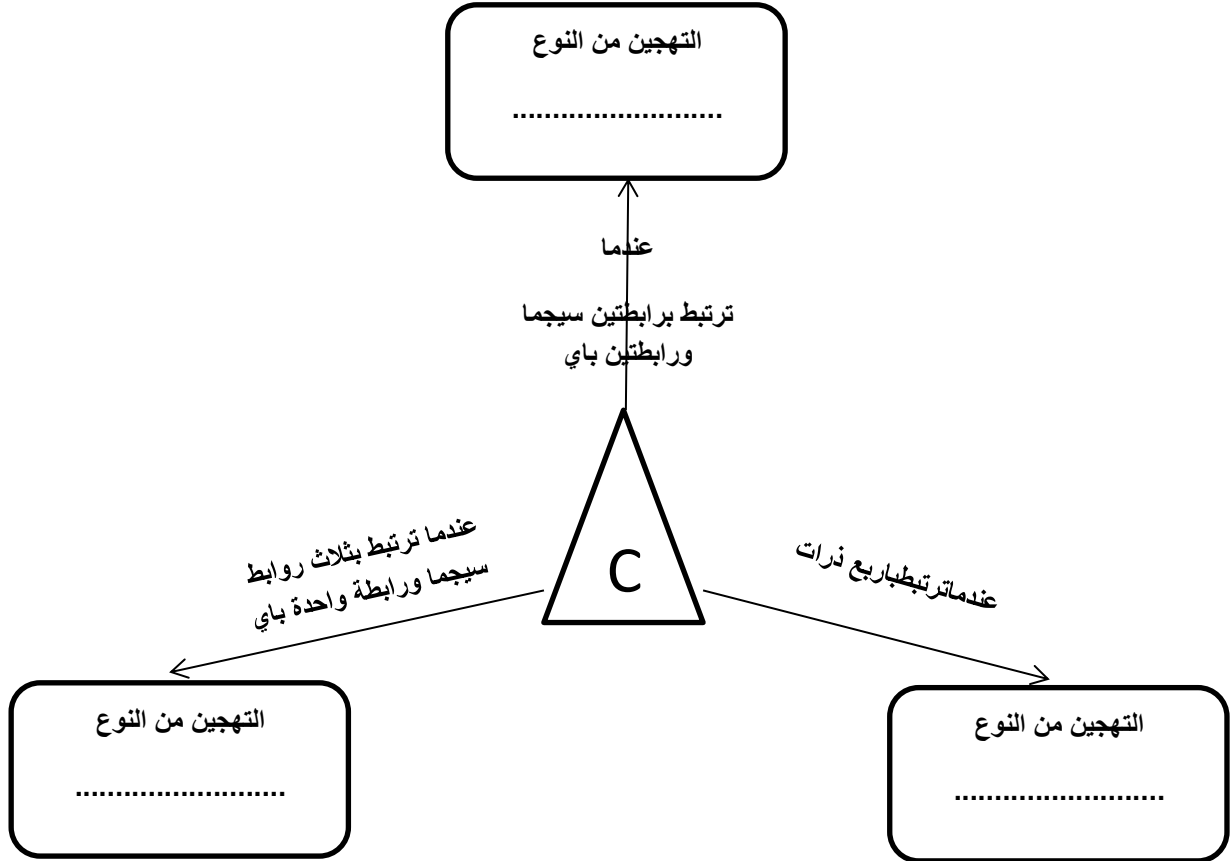 التهجين من النوع
..........................
عندما
ترتبط برابطتين سيجما
ورابطتين باي
عندما ترتبط بثلاث روابط
سيجما ورابطة واحدة باي
C
عندماترتبطباربع ذرات
التهجين من النوع
..........................
التهجين من النوع
..........................